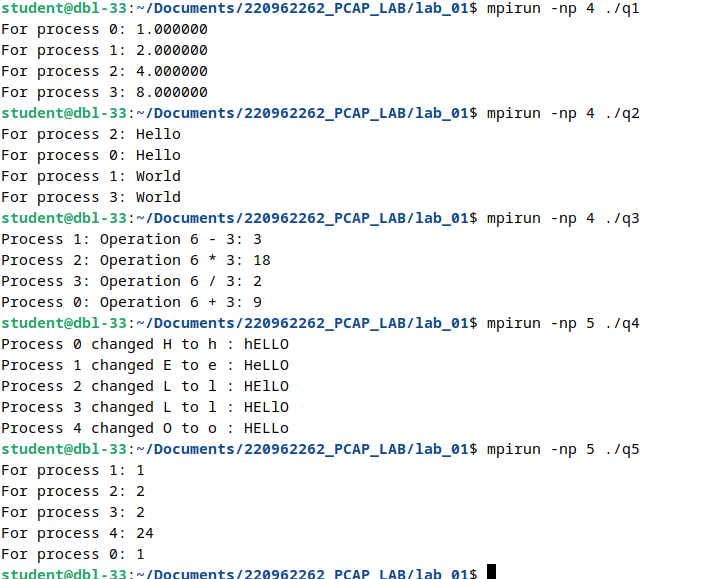 student@dbl-33:~/Documents/220962262_PCAP_LAB/lab_01$ mpirun -np 4 ./q1
For process 0: 1.000000
For process 1: 2.000000
For process 2: 4.000000
For process 3: 8.000000
student@dbl-33:~/Documents/220962262_PCAP_LAB/lab_01$ mpirun -np 4 ./q2
For process 2: Hello
For process 0: Hello
For process 1: World
For process 3: World
student@dbl-33:~/Documents/220962262_PCAP_LAB/lab_01$ mpirun -np 4 ./q3
Process 1: Operation 6 - 3: 3
Process 2: Operation 6 * 3: 18
Process 3: Operation 6 / 3: 2
Process 0: Operation 6 + 3: 9
student@dbl-33:~/Documents/220962262_PCAP_LAB/lab_01$ mpirun -np 5 ./q4
Process 0 changed H to h : hELLO
Process 1 changed E to e : HeLLO
Process 2 changed L to l : HElLO
Process 3 changed L to l : HELlO
Process 4 changed O to o : HELLo
student@dbl-33:~/Documents/220962262_PCAP_LAB/lab_01$ mpirun -np 5 ./q5
For process 1: 1
For process 2: 2
For process 3: 2
For process 4: 24
For process 0: 1
student@dbl-33:~/Documents/220962262_PCAP_LAB/lab_01$